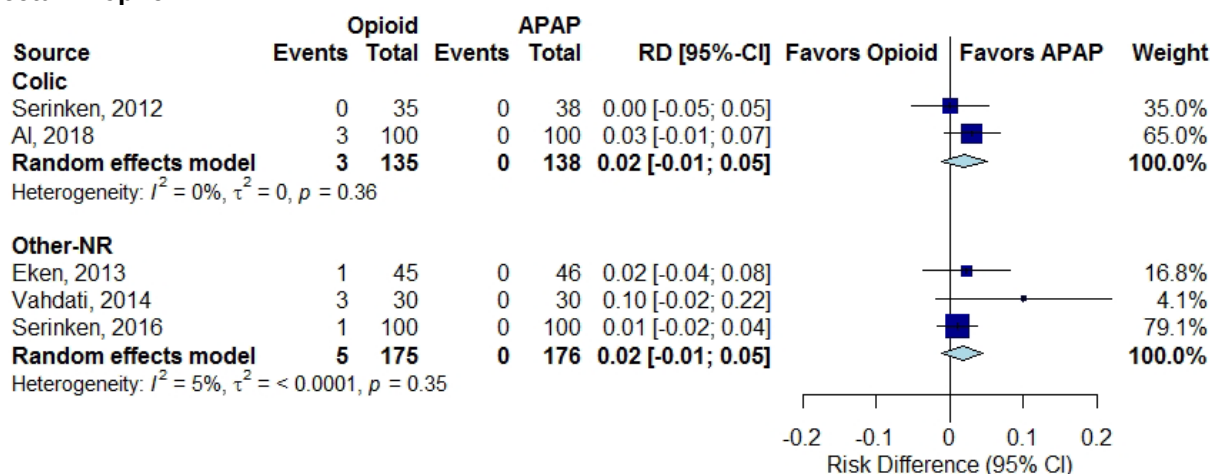 Opioid APAP
Source Events Total Events Total RD [95%-CI] Favors Opioid Favors APAP Weight
Colic
Serinken, 2012 0 35 0 38 0.00 [-0.05; 0.05] 35.0%
Al, 2018 3 100 0 100 0.03 [-0.01; 0.07] 65.0%
Random effects model 3 135 0 138 0.02 [-0.01; 0.05] 100.0%
Heterogeneity: I² = 0%, τ² = 0, p = 0.36
Other-NR
Eken, 2013 1 45 0 46 0.02 [-0.04; 0.08] 16.8%
Vahdati, 2014 3 30 0 30 0.10 [-0.02; 0.22] 4.1%
Serinken, 2016 1 100 0 100 0.01 [-0.02; 0.04] 79.1%
Random effects model 5 175 0 176 0.02 [-0.01; 0.05] 100.0%
Heterogeneity: I² = 5%, τ² = < 0.0001, p = 0.35
-0.2 -0.1 0 0.1 0.2
Risk Difference (95% CI)